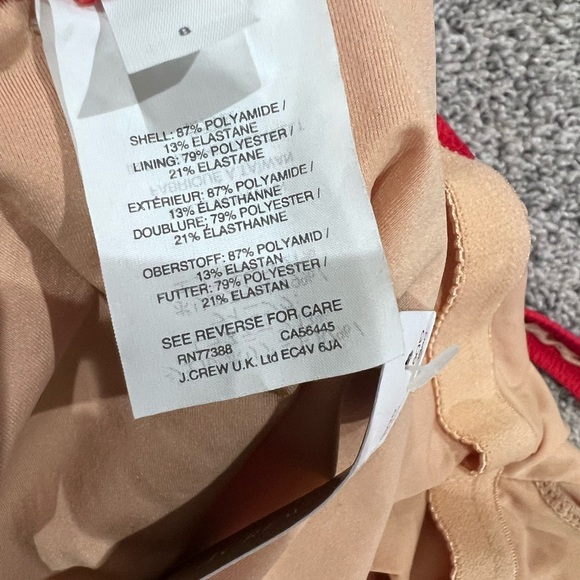 8
SHELL: 87% POLYAMIDE /
13% ELASTANE
LINING: 79% POLYESTER /
21% ELASTANE
EXTÉRIEUR: 87% POLYAMIDE /
13% ÉLASTHANNE
DOUBLURE: 79% POLYESTER /
21% ÉLASTHANNE
OBERSTOFF: 87% POLYAMID /
13% ELASTAN
FUTTER: 79% POLYESTER /
21% ELASTAN
SEE REVERSE FOR CARE
RN77388 CA56445
J.CREW U.K. Ltd EC4V 6JA